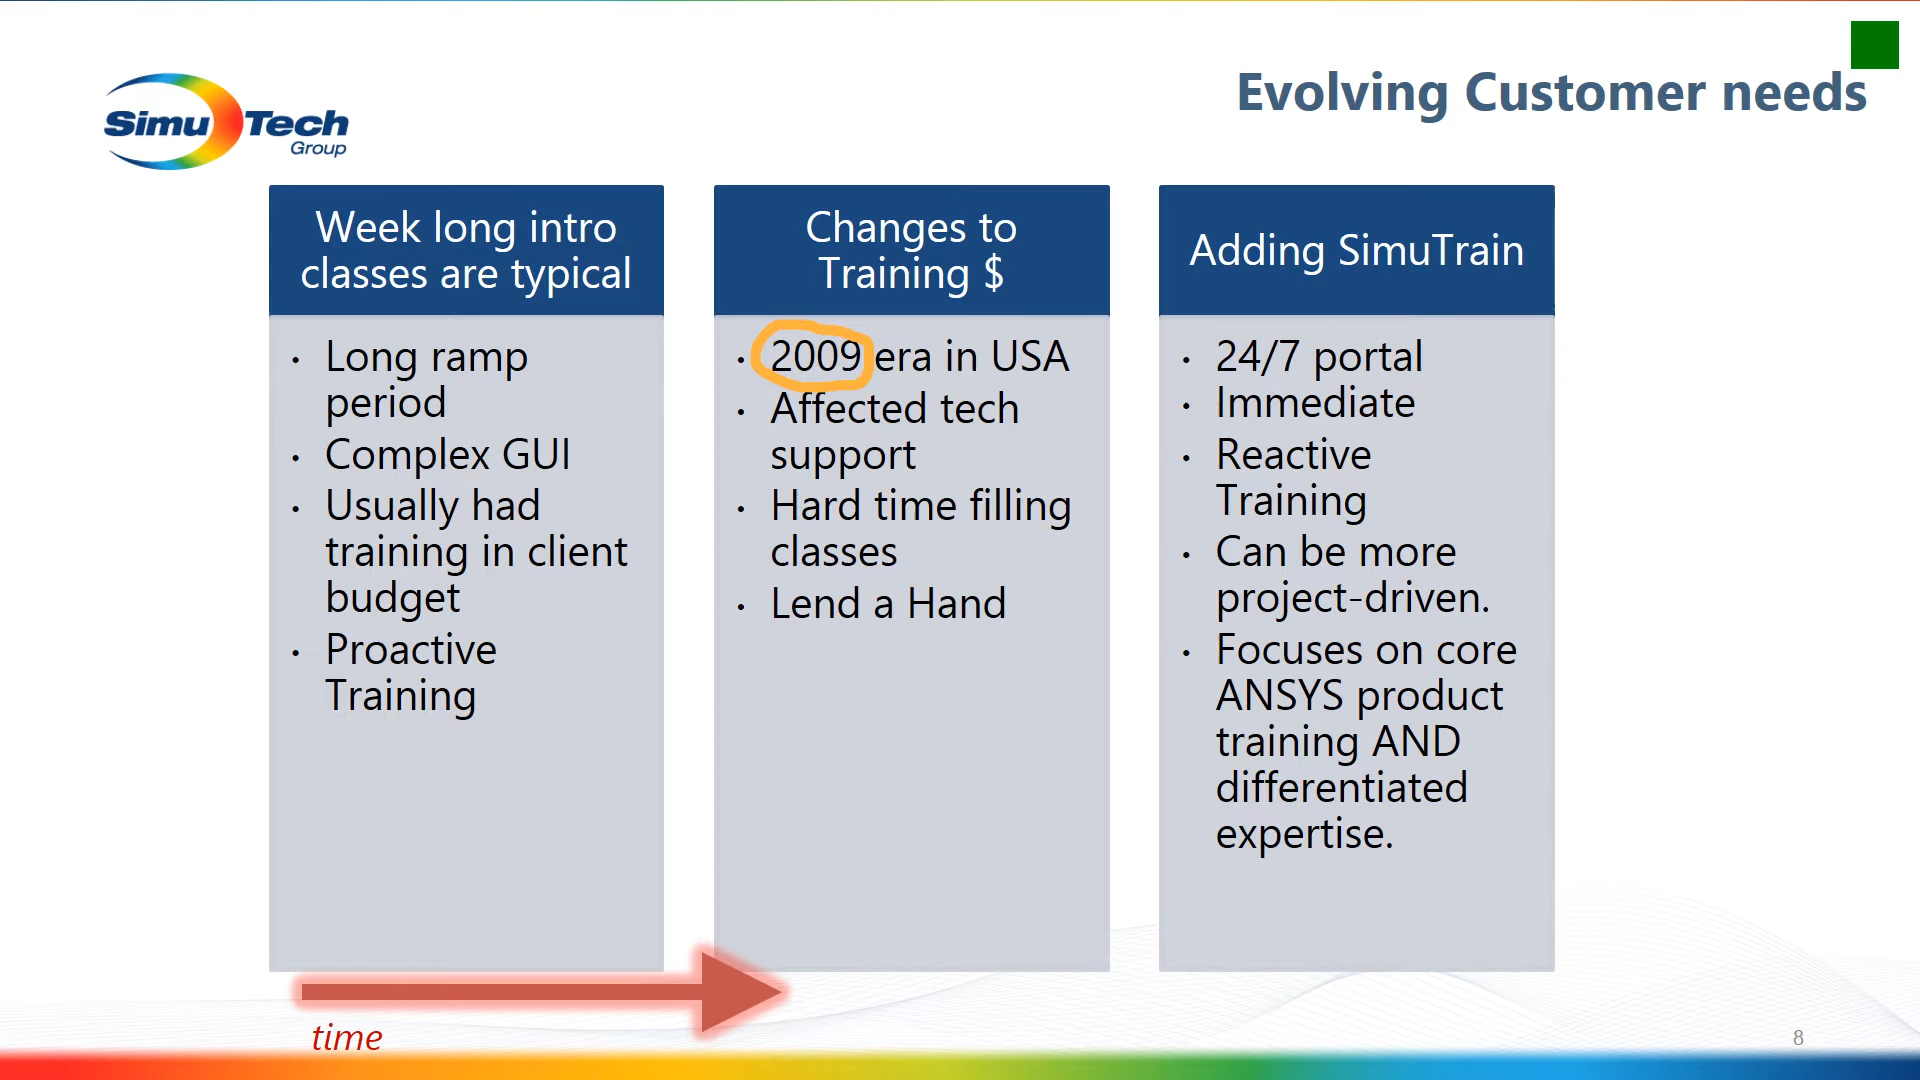 Evolving Customer needs
Simu Tech
Group
Week long intro
classes are typical
• Long ramp
period
• Complex GUI
• Usually had
training in client
budget
• Proactive
Training
Changes to
Training $
• 2009 era in USA
• Affected tech
support
• Hard time filling
classes
• Lend a Hand
Adding SimuTrain
• 24/7 portal
• Immediate
• Reactive
Training
• Can be more
project-driven.
• Focuses on core
ANSYS product
training AND
differentiated
expertise.
time
8